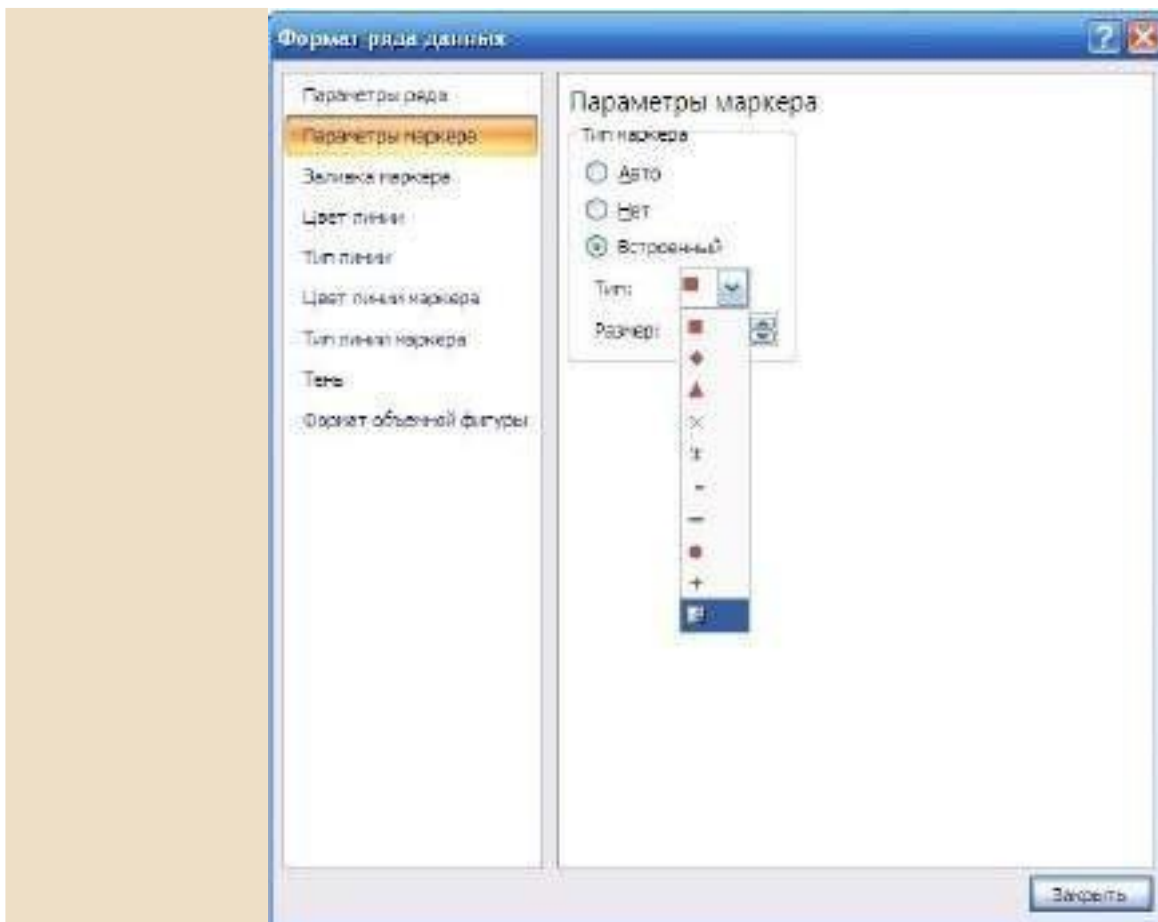 Формат ряда данных
Параметры ряда
Параметры маркера
Заливка маркера
Цвет линии
Тип линии
Цвет линии маркера
Тип линии маркера
Тень
Формат объемной фигуры
Параметры маркера
Тип маркера
Авто
Нет
Встроенный
Тип:
Размер:
Закрыть